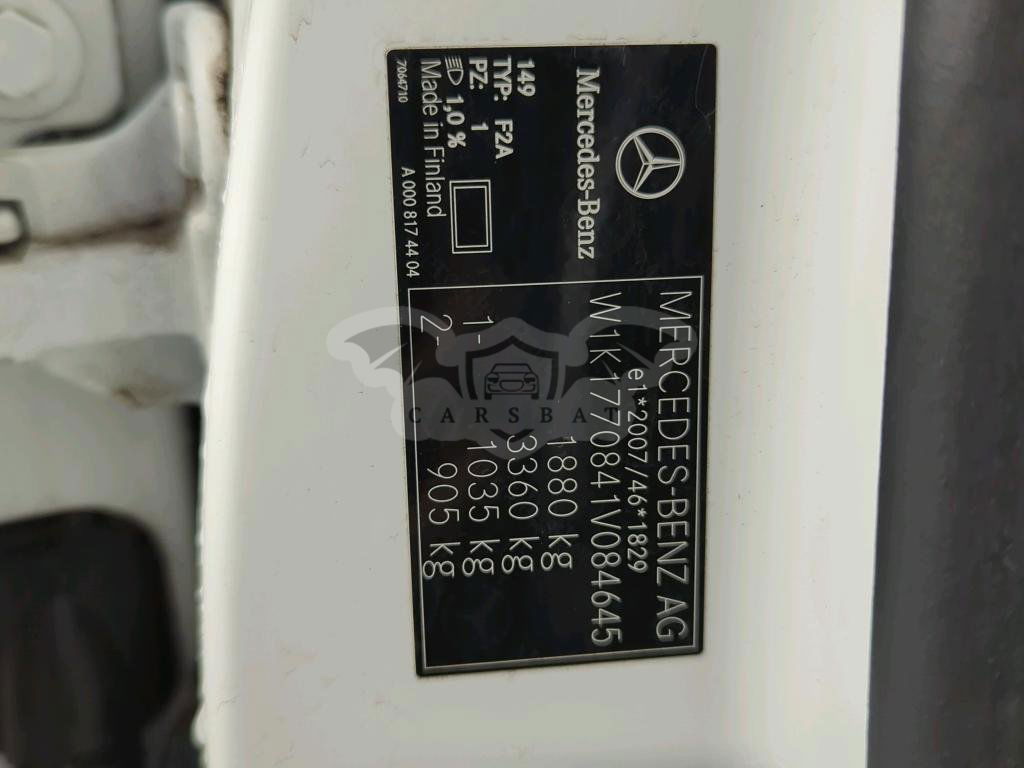 Mercedes-Benz
149
TYP: F2A
PZ: 1
1,0 %
Made in Finland
7064710
A 000 817 44 04
MERCEDES-BENZ AG
e1*2007/46*1829
W1K1770841V084645
1880 kg
3360 kg
1- 1035 kg
2- 905 kg
CARSBAT